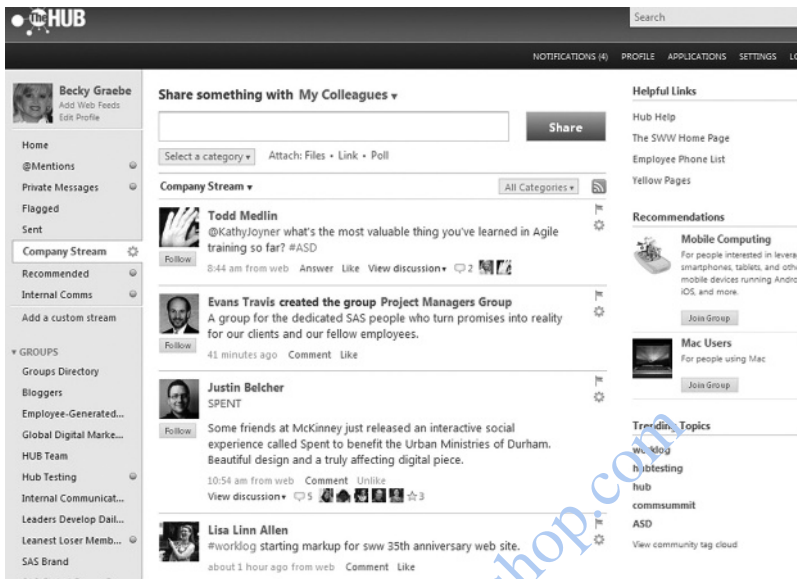 The HUB
Search
NOTIFICATIONS (4) PROFILE APPLICATIONS SETTINGS LO
Becky Graebe
Add Web Feeds
Edit Profile
Home
@Mentions
Private Messages
Flagged
Sent
Company Stream
Recommended
Internal Comms
Add a custom stream
GROUPS
Groups Directory
Bloggers
Employee-Generated...
Global Digital Marke...
HUB Team
Hub Testing
Internal Communicat...
Leaders Develop Dail...
Leanest Loser Memb...
SAS Brand
Share something with My Colleagues
Share
Select a category Attach: Files • Link • Poll
Company Stream All Categories
Todd Medlin
@KathyJoyner what's the most valuable thing you've learned in Agile
training so far? #ASD
Follow
8:44 am from web Answer Like View discussion 2
Evans Travis created the group Project Managers Group
A group for the dedicated SAS people who turn promises into reality
for our clients and our fellow employees.
Follow
41 minutes ago Comment Like
Justin Belcher
SPENT
Follow
Some friends at McKinney just released an interactive social
experience called Spent to benefit the Urban Ministries of Durham.
Beautiful design and a truly affecting digital piece.
10:54 am from web Comment Unlike
View discussion 5 3
Lisa Linn Allen
#worklog starting markup for sww 35th anniversary web site.
about 1 hour ago from web Comment Like
Helpful Links
Hub Help
The SWW Home Page
Employee Phone List
Yellow Pages
Recommendations
Mobile Computing
For people interested in levera
smartphones, tablets, and oth
mobile devices running Andro
iOS, and more.
Join Group
Mac Users
For people using Mac
Join Group
Trending Topics
worklog
hubtesting
hub
commsummit
ASD
View community tag cloud